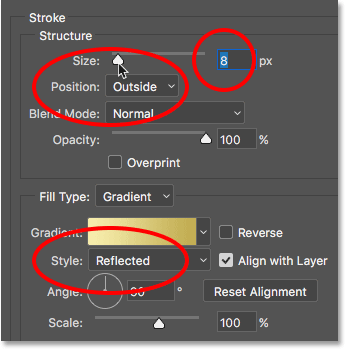 Stroke
Structure
Size: 8 px
Position: Outside
Blend Mode: Normal
Opacity: 100 %
Overprint
Fill Type: Gradient
Gradient: Reverse
Style: Reflected Align with Layer
Angle: 90 ° Reset Alignment
Scale: 100 %